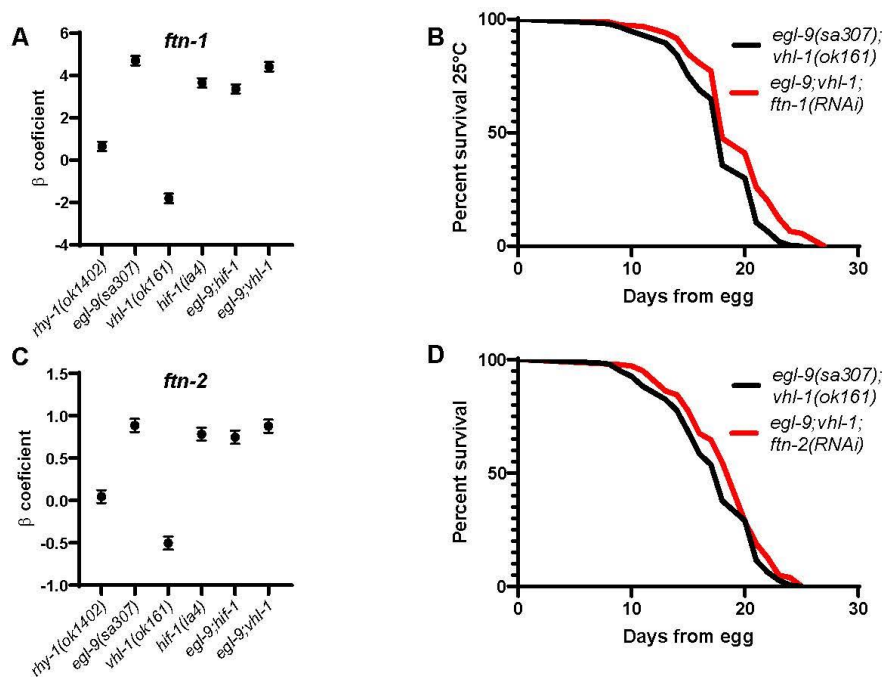 A
ftn-1
β coeficient
6
4
2
0
-2
-4
rhy-1(ok1402)
egl-9(sa307)
vhl-1(ok161)
hif-1(ia4)
egl-9;hif-1
egl-9;vhl-1
B
Percent survival 25°C
100
50
0
0
10
20
30
Days from egg
egl-9(sa307);
vhl-1(ok161)
egl-9;vhl-1;
ftn-1(RNAi)
C
ftn-2
β coeficient
1.5
1.0
0.5
0.0
-0.5
-1.0
rhy-1(ok1402)
egl-9(sa307)
vhl-1(ok161)
hif-1(ia4)
egl-9;hif-1
egl-9;vhl-1
D
Percent survival
100
50
0
0
10
20
30
Days from egg
egl-9(sa307);
vhl-1(ok161)
egl-9;vhl-1;
ftn-2(RNAi)